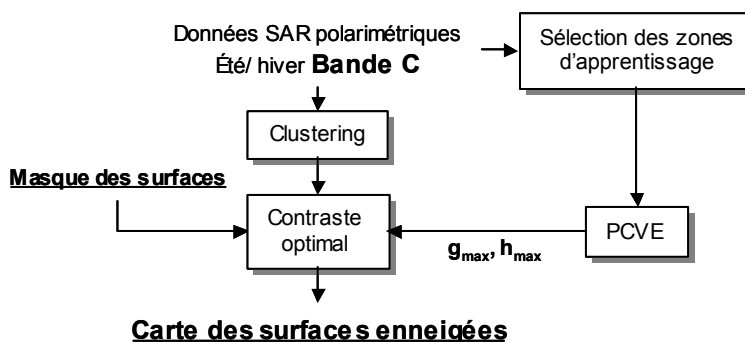 Données SAR polarimétriques
Été/ hiver Bande C
Sélection des zones
d'apprentissage
Clustering
Masque des surfaces
Contraste
optimal
PCVE
gmax, hmax
Carte des surfaces enneigées